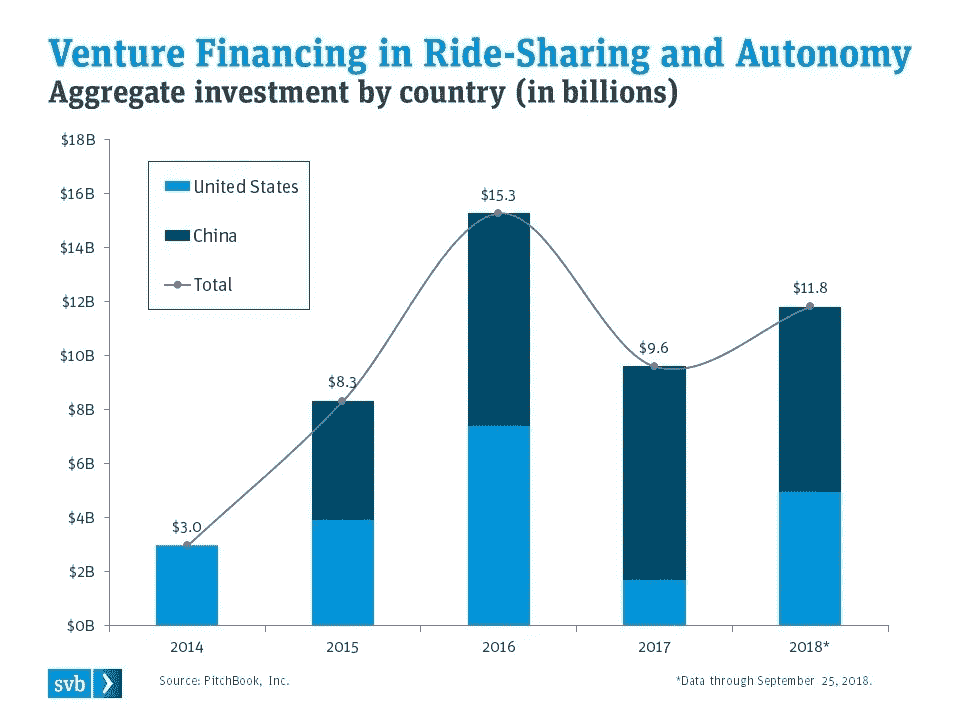 Venture Financing in Ride-Sharing and Autonomy
Aggregate investment by country (in billions)
$18B
$16B
$14B
$12B
$10B
$8B
$6B
$4B
$2B
$0B
United States
China
Total
$3.0
$8.3
$15.3
$9.6
$11.8
2014
2015
2016
2017
2018*
svb
Source: PitchBook, Inc.
*Data through September 25, 2018.